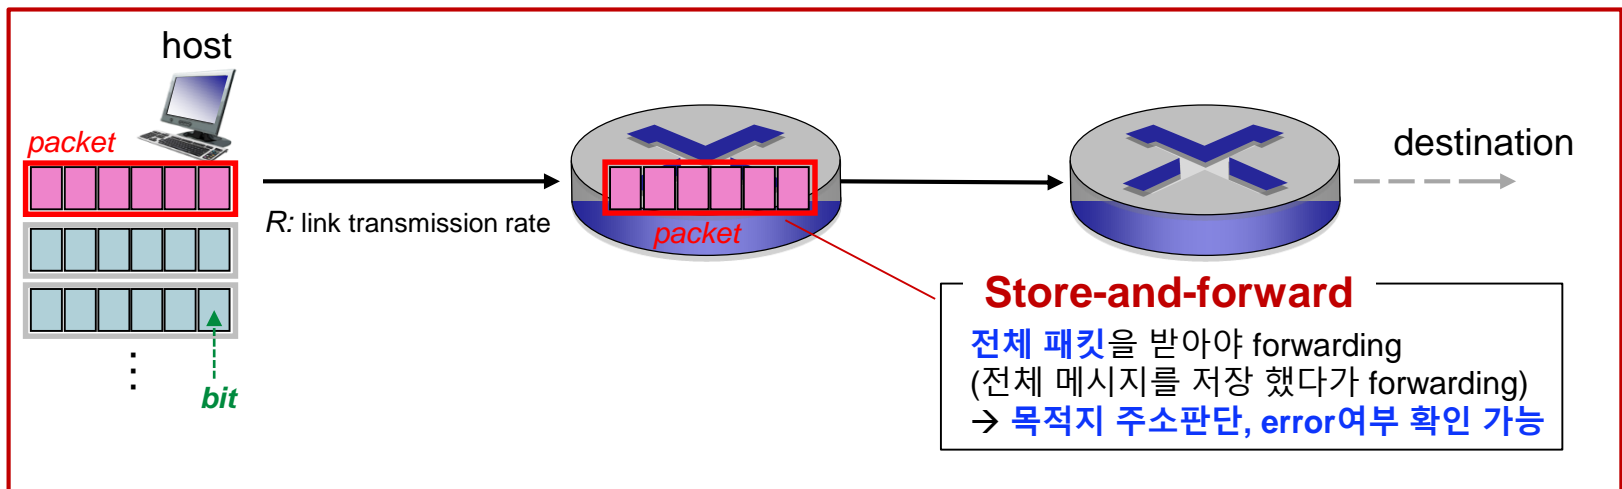 host
packet
R: link transmission rate
packet
destination
bit
Store-and-forward
전체 패킷을 받아야 forwarding
(전체 메시지를 저장 했다가 forwarding)
→ 목적지 주소판단, error여부 확인 가능